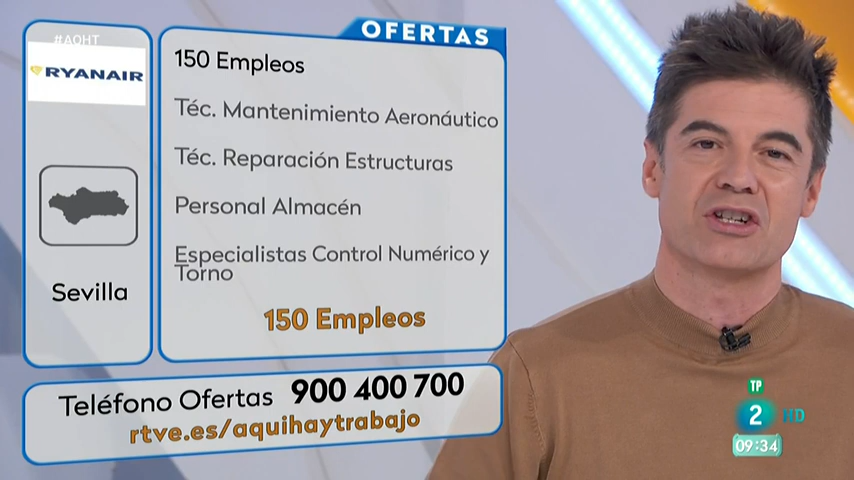 #AQHT
RYANAIR
Sevilla
OFERTAS
150 Empleos
Téc. Mantenimiento Aeronáutico
Téc. Reparación Estructuras
Personal Almacén
Especialistas Control Numérico y
Torno
150 Empleos
Teléfono Ofertas 900 400 700
rtve.es/aquihaytrabajo
TP
2 HD
09:34